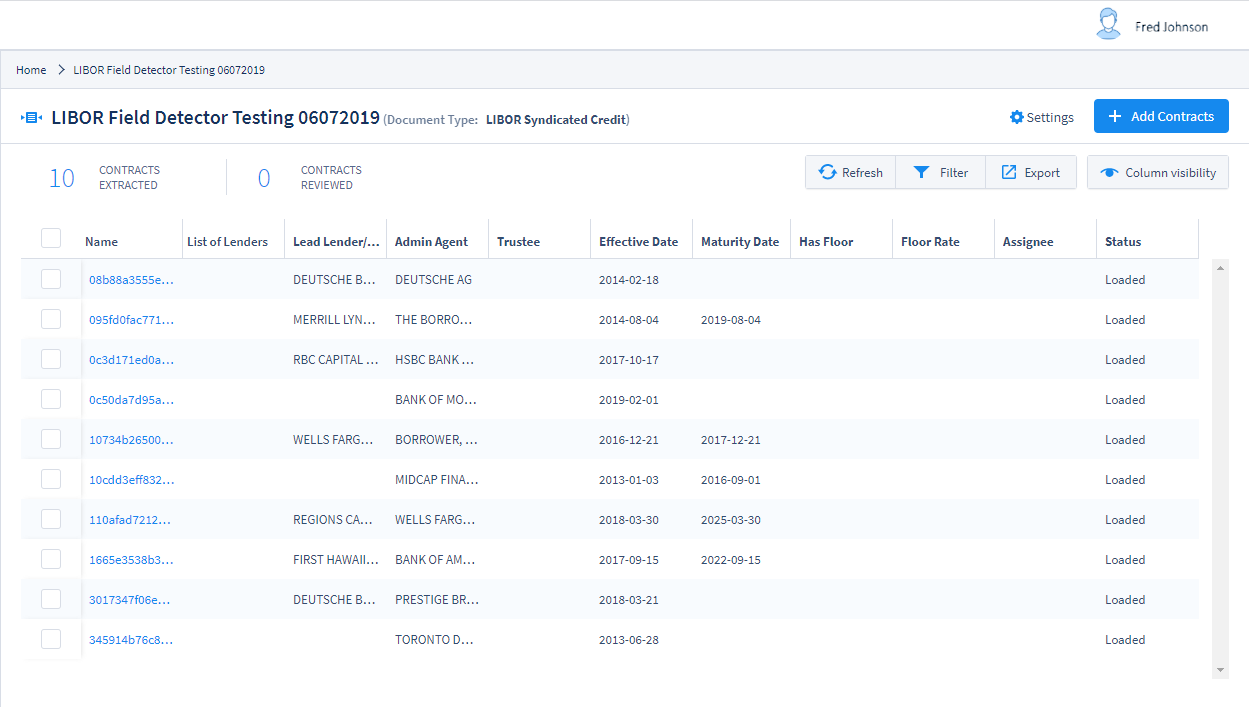 Fred Johnson
Home > LIBOR Field Detector Testing 06072019
LIBOR Field Detector Testing 06072019 (Document Type: LIBOR Syndicated Credit)
Settings
+ Add Contracts
10 CONTRACTS EXTRACTED
0 CONTRACTS REVIEWED
Refresh Filter Export Column visibility
Name List of Lenders Lead Lender/... Admin Agent Trustee Effective Date Maturity Date Has Floor Floor Rate Assignee Status
08b88a3555e... DEUTSCHE B... DEUTSCHE AG 2014-02-18 Loaded
095fd0fac771... MERRILL LYN... THE BORRO... 2014-08-04 2019-08-04 Loaded
0c3d171ed0a... RBC CAPITAL ... HSBC BANK ... 2017-10-17 Loaded
0c50da7d95a... BANK OF MO... 2019-02-01 Loaded
10734b26500... WELLS FARG... BORROWER, ... 2016-12-21 2017-12-21 Loaded
10cdd3eff832... MIDCAP FINA... 2013-01-03 2016-09-01 Loaded
110afad7212... REGIONS CA... WELLS FARG... 2018-03-30 2025-03-30 Loaded
1665e3538b3... FIRST HAWAII... BANK OF AM... 2017-09-15 2022-09-15 Loaded
3017347f06e... DEUTSCHE B... PRESTIGE BR... 2018-03-21 Loaded
345914b76c8... TORONTO D... 2013-06-28 Loaded